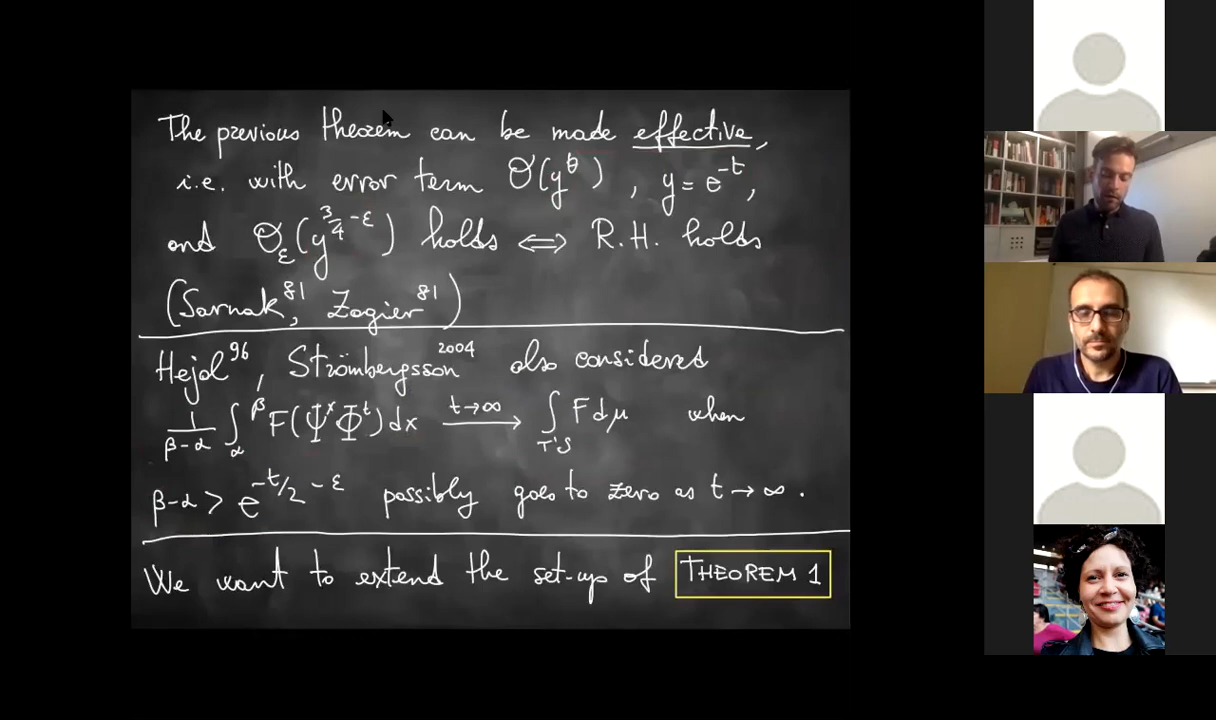 The previous theorem can be made effective,
i.e. with error term O(y^b), y = e^{-t},
and O_ε(y^{3/4 - ε}) holds ⟺ R.H. holds
(Sarnak^81, Zagier^81)
Hejal^96, Strömbergsson^2004 also considered
1/(β-α) ∫_α^β F(Ψ^x Φ^t) dx →^{t→∞} ∫_{T^1S} F dμ when
β-α > e^{-t/2 - ε} possibly goes to zero as t → ∞.
We want to extend the set-up of THEOREM 1